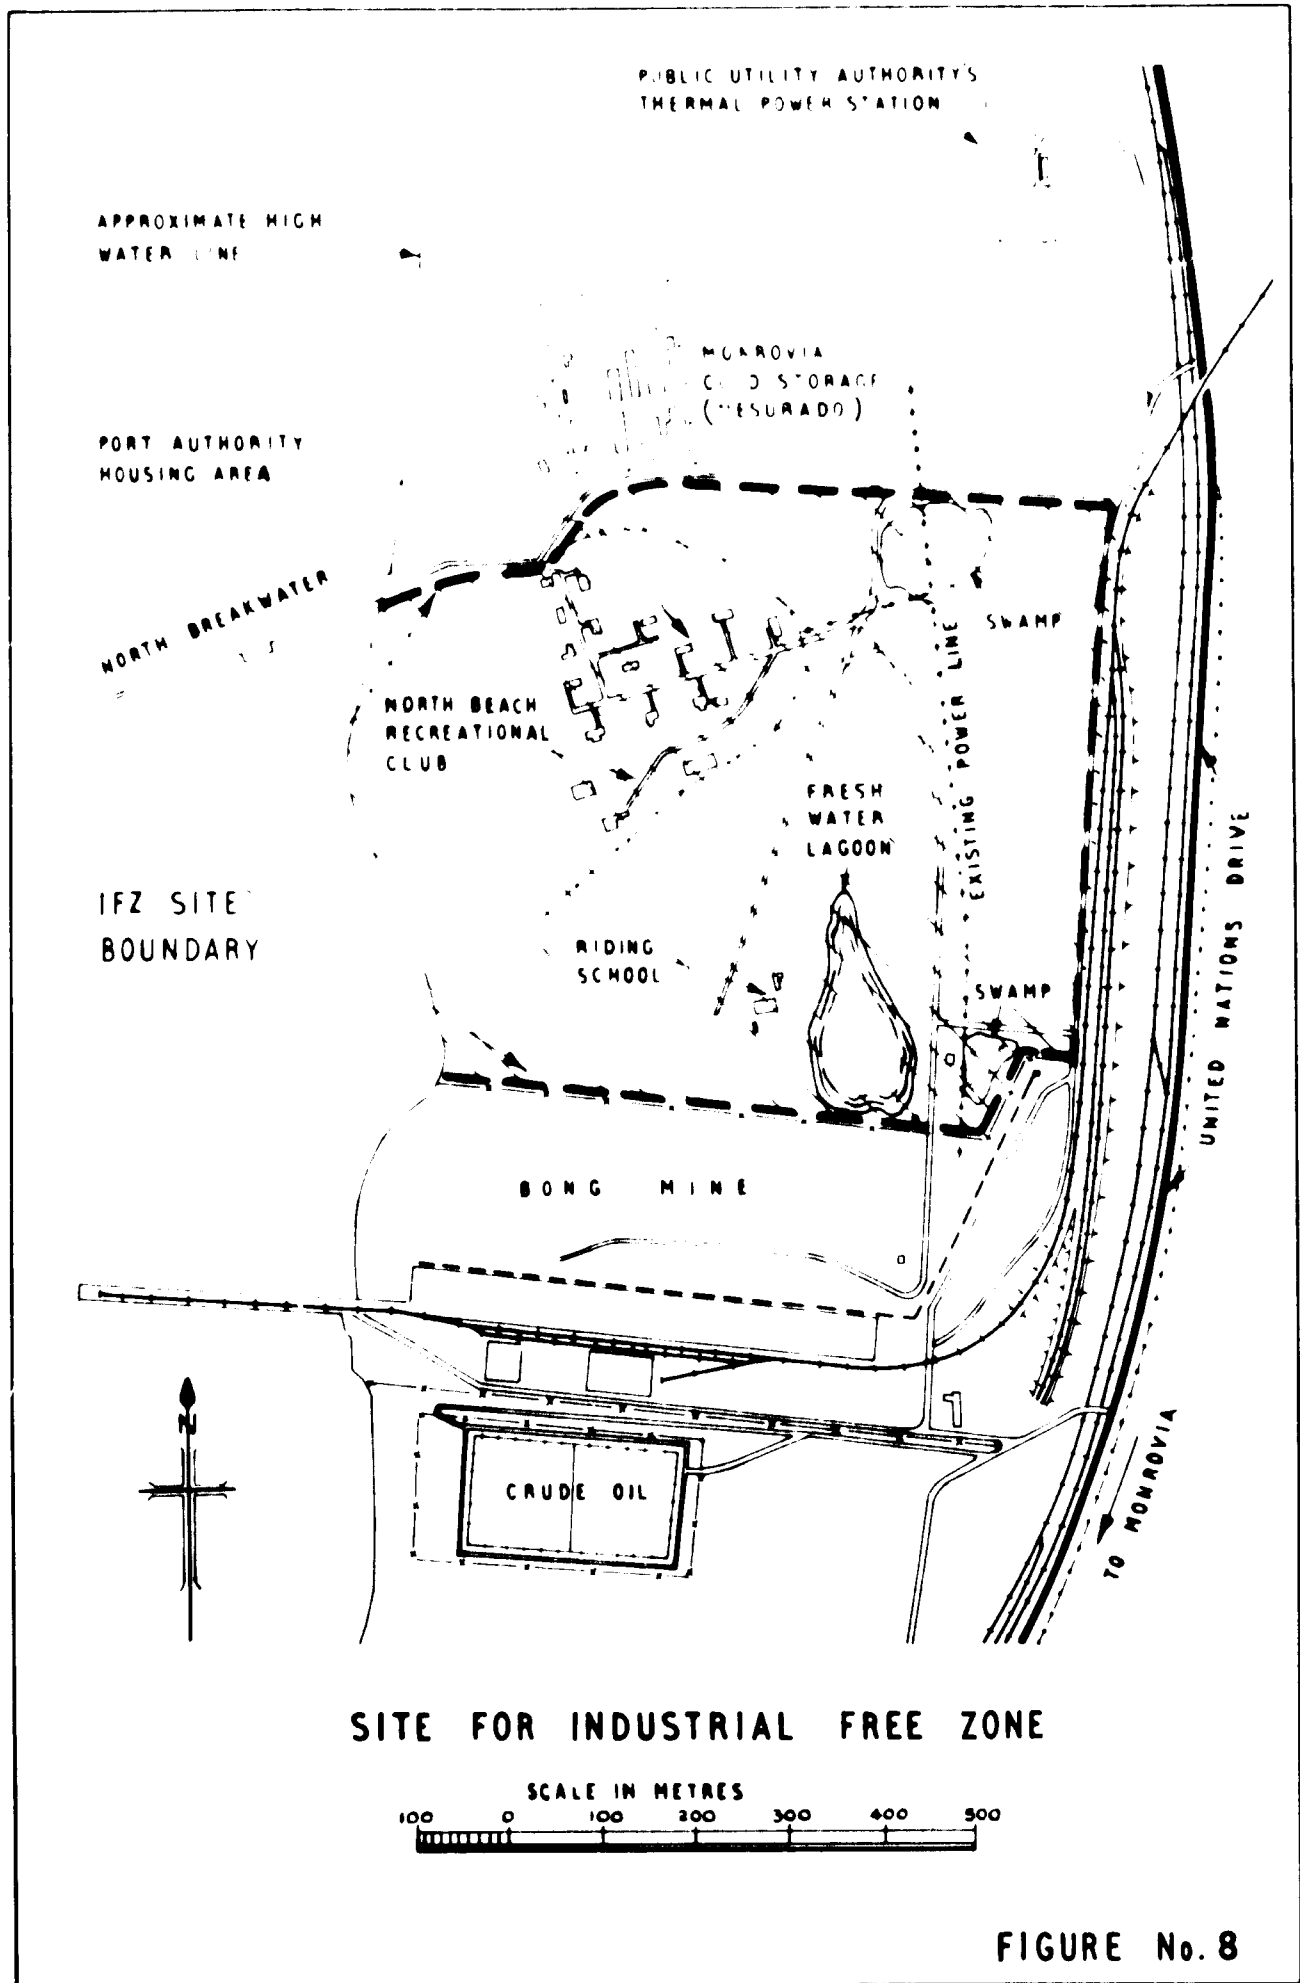 PUBLIC UTILITY AUTHORITY'S
THERMAL POWER STATION
APPROXIMATE HIGH
WATER LINE
MONROVIA
COLD STORAGE
(MESURADO)
PORT AUTHORITY
HOUSING AREA
NORTH BREAKWATER
SWAMP
NORTH BEACH
RECREATIONAL
CLUB
EXISTING POWER LINE
FRESH
WATER
LAGOON
UNITED NATIONS DRIVE
IFZ SITE
BOUNDARY
RIDING
SCHOOL
SWAMP
BONG MINE
N
CRUDE OIL
TO MONROVIA
SITE FOR INDUSTRIAL FREE ZONE
SCALE IN METRES
100 0 100 200 300 400 500
FIGURE No. 8